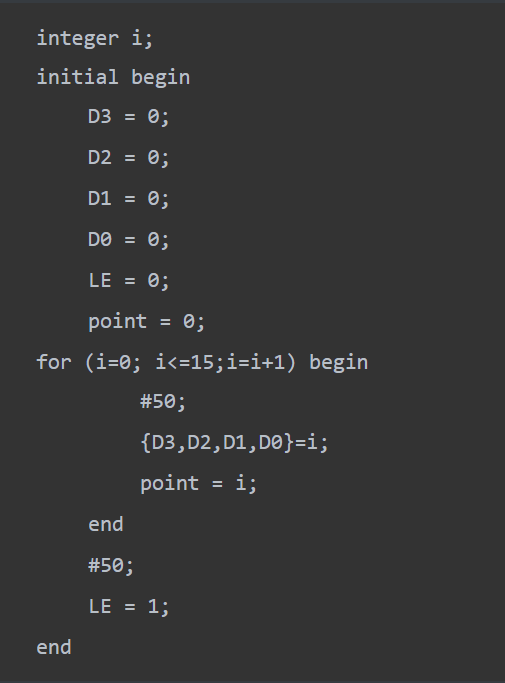 integer i;
initial begin
D3 = 0;
D2 = 0;
D1 = 0;
D0 = 0;
LE = 0;
point = 0;
for (i=0; i<=15;i=i+1) begin
#50;
{D3,D2,D1,D0}=i;
point = i;
end
#50;
LE = 1;
end